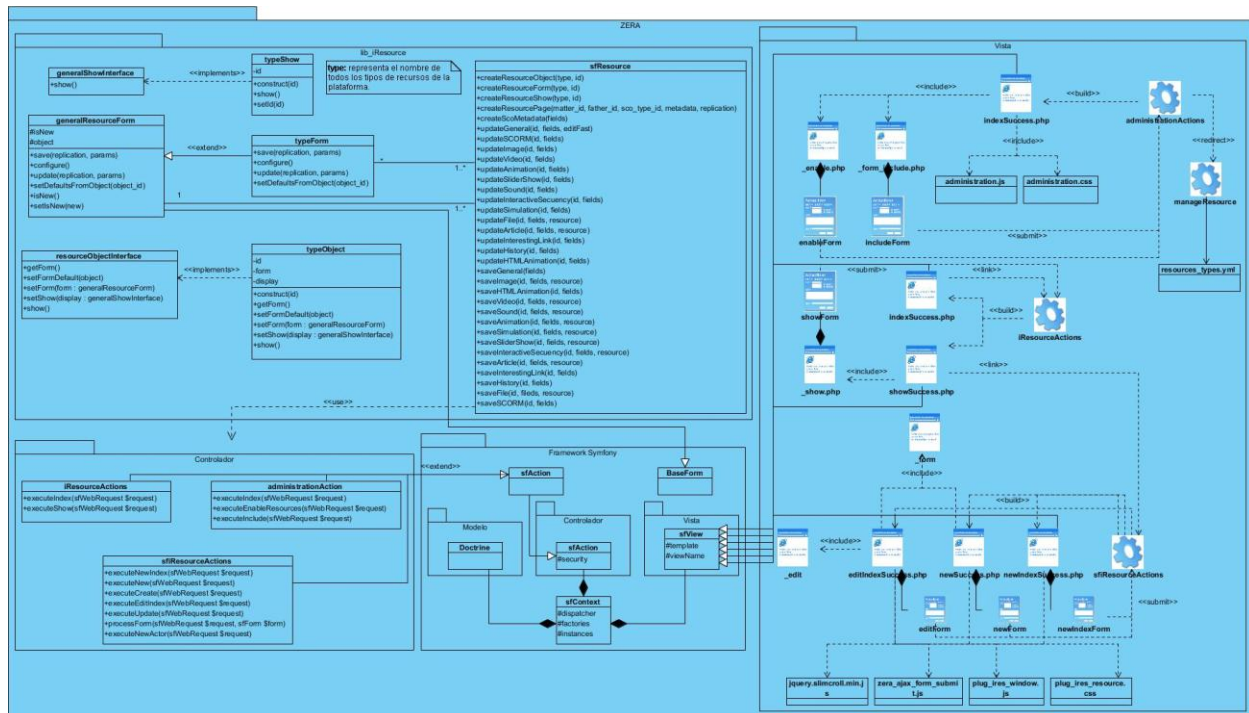 ZERA
lib_iResource
generalShowInterface
+show()
<<implements>>
typeShow
-id
+construct(id)
+show()
+setId(id)
type: representa el nombre de
todos los tipos de recursos de la
plataforma.
generalResourceForm
#isNew
#object
+save(replication, params)
+configure()
+update(replication, params)
+setDefaultsFromObject(object_id)
+isNew()
+setIsNew(new)
<<extend>>
typeForm
+save(replication, params)
+configure()
+update(replication, params)
+setDefaultsFromObject(object_id)
*
1..*
1
1..*
resourceObjectInterface
+getForm()
+setFormDefault(object)
+setForm(form : generalResourceForm)
+setShow(display : generalShowInterface)
+show()
<<implements>>
typeObject
-id
-form
-display
+construct(id)
+getForm()
+setFormDefault(object)
+setForm(form : generalResourceForm)
+setShow(display : generalShowInterface)
+show()
sfResource
+createResourceObject(type, id)
+createResourceForm(type, id)
+createResourceShow(type, id)
+createResourcePage(matter_id, father_id, sco_type_id, metadata, replication)
+createScoMetadata(fields)
+updateGeneral(id, fields, editFast)
+updateSCORM(id, fields)
+updateImage(id, fields)
+updateVideo(id, fields)
+updateAnimation(id, fields)
+updateSliderShow(id, fields)
+updateSound(id, fields)
+updateInteractiveSecuency(id, fields)
+updateSimulation(id, fields)
+updateFile(id, fields, resource)
+updateArticle(id, fields, resource)
+updateInterestingLink(id, fields)
+updateHistory(id, fields)
+updateHTMLAnimation(id, fields)
+saveGeneral(fields)
+saveImage(id, fields, resource)
+saveHTMLAnimation(id, fields)
+saveVideo(id, fields, resource)
+saveSound(id, fields, resource)
+saveAnimation(id, fields, resource)
+saveSimulation(id, fields, resource)
+saveSliderShow(id, fields, resource)
+saveInteractiveSecuency(id, fields, resource)
+saveArticle(id, fields, resource)
+saveInterestingLink(id, fields)
+saveHistory(id, fields)
+saveFile(id, fileds, resource)
+saveSCORM(id, fields)
<<use>>
Controlador
iResourceActions
+executeIndex(sfWebRequest $request)
+executeShow(sfWebRequest $request)
administrationAction
+executeIndex(sfWebRequest $request)
+executeEnableResources(sfWebRequest $request)
+executeInclude(sfWebRequest $request)
sfiResourceActions
+executeNewIndex(sfWebRequest $request)
+executeNew(sfWebRequest $request)
+executeCreate(sfWebRequest $request)
+executeEditIndex(sfWebRequest $request)
+executeUpdate(sfWebRequest $request)
+processForm(sfWebRequest $request, sfForm $form)
+executeNewActor(sfWebRequest $request)
<<extend>>
Framework Symfony
sfAction
BaseForm
Modelo
Doctrine
Controlador
sfAction
#security
Vista
sfView
#template
#viewName
sfContext
#dispatcher
#factories
#instances
Vista
<<include>>
indexSuccess.php
<<build>>
administrationActions
<<include>>
<<redirect>>
_form_include.php
administration.js
administration.css
manageResource
enableForm
includeForm
<<submit>>
resources_types.yml
<<submit>>
<<link>>
showForm
indexSuccess.php
<<build>>
iResourceActions
<<include>>
<<link>>
_show.php
showSuccess.php
_form
<<include>>
<<build>>
<<include>>
_edit
editIndexSuccess.php
newSuccess.php
newIndexSuccess.php
sfiResourceActions
<<submit>>
editForm
newForm
newIndexForm
jquery.slimcroll.min.j
s
zera_ajax_form_submi
t.js
plug_ires_window.
js
plug_ires_resource.
css